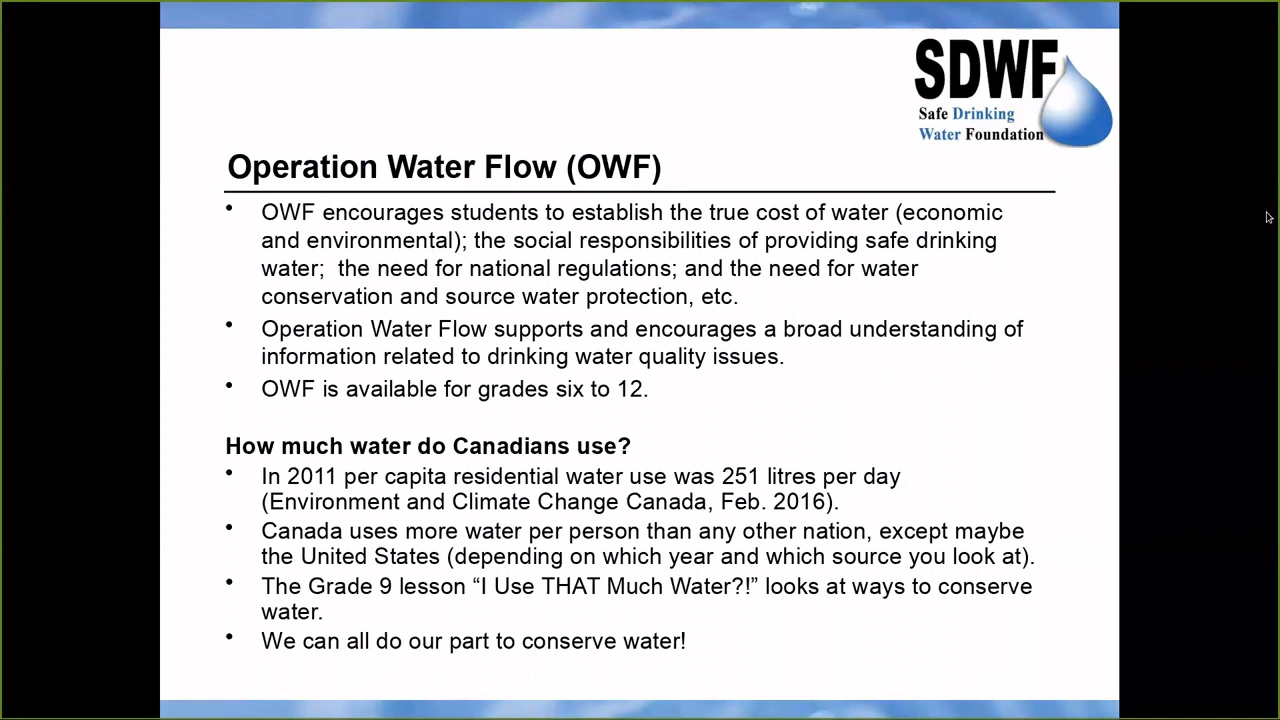 SDWF
Safe Drinking
Water Foundation
Operation Water Flow (OWF)
• OWF encourages students to establish the true cost of water (economic
and environmental); the social responsibilities of providing safe drinking
water;  the need for national regulations; and the need for water
conservation and source water protection, etc.
• Operation Water Flow supports and encourages a broad understanding of
information related to drinking water quality issues.
• OWF is available for grades six to 12.
How much water do Canadians use?
• In 2011 per capita residential water use was 251 litres per day
(Environment and Climate Change Canada, Feb. 2016).
• Canada uses more water per person than any other nation, except maybe
the United States (depending on which year and which source you look at).
• The Grade 9 lesson “I Use THAT Much Water?!” looks at ways to conserve
water.
• We can all do our part to conserve water!